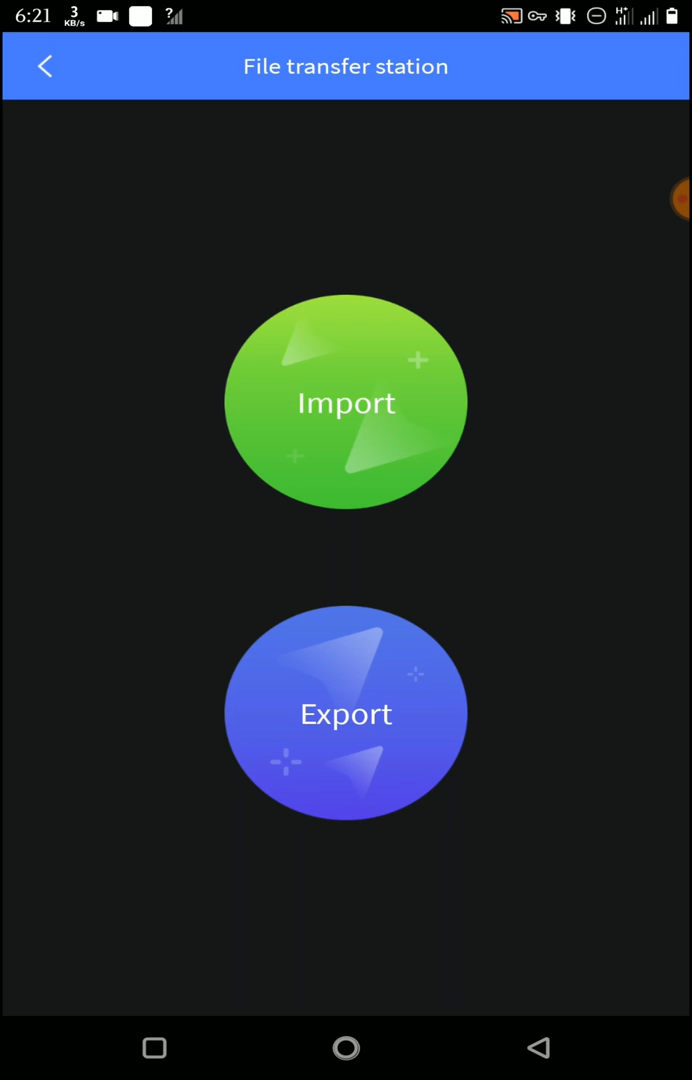 6:21
3
KB/s
?
H+
File transfer station
Import
Export